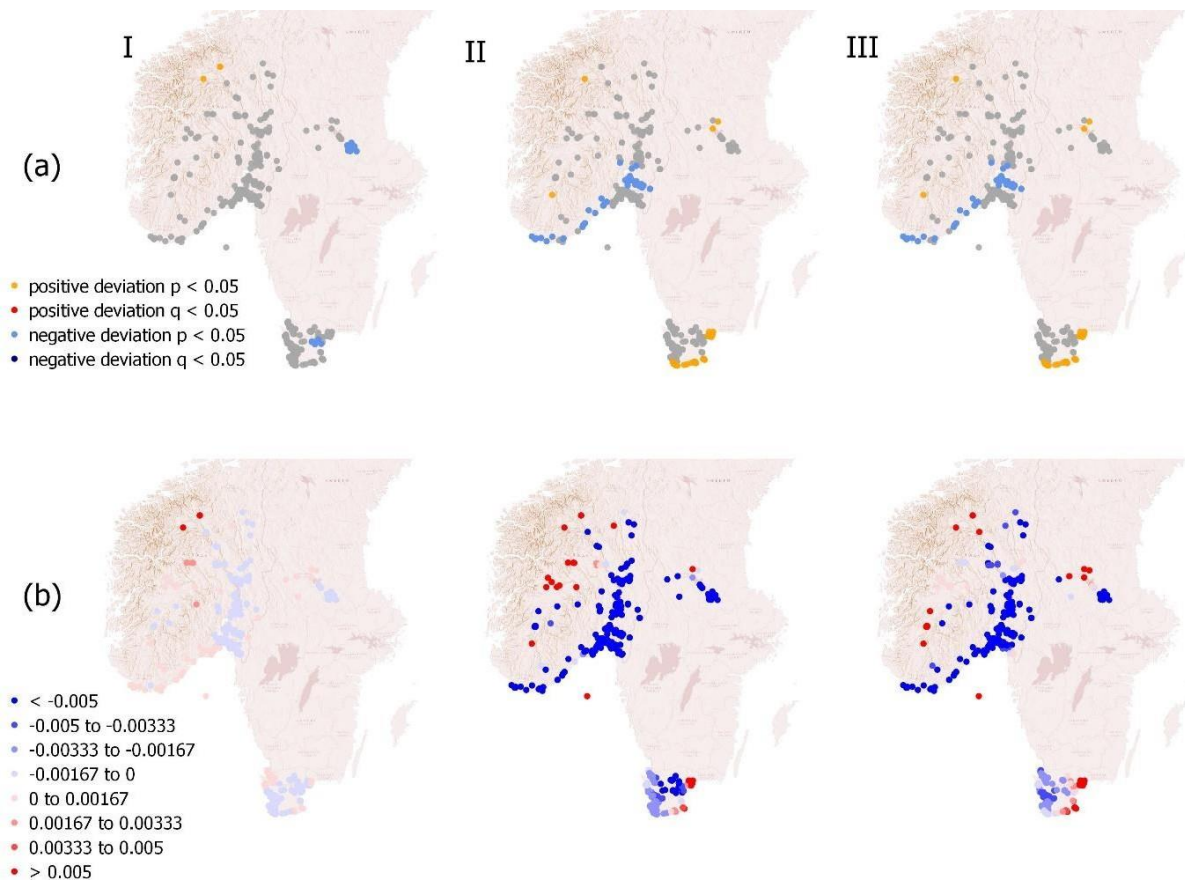 I
II
III
(a)
positive deviation p < 0.05
positive deviation q < 0.05
negative deviation p < 0.05
negative deviation q < 0.05
(b)
< -0.005
-0.005 to -0.00333
-0.00333 to -0.00167
-0.00167 to 0
0 to 0.00167
0.00167 to 0.00333
0.00333 to 0.005
> 0.005